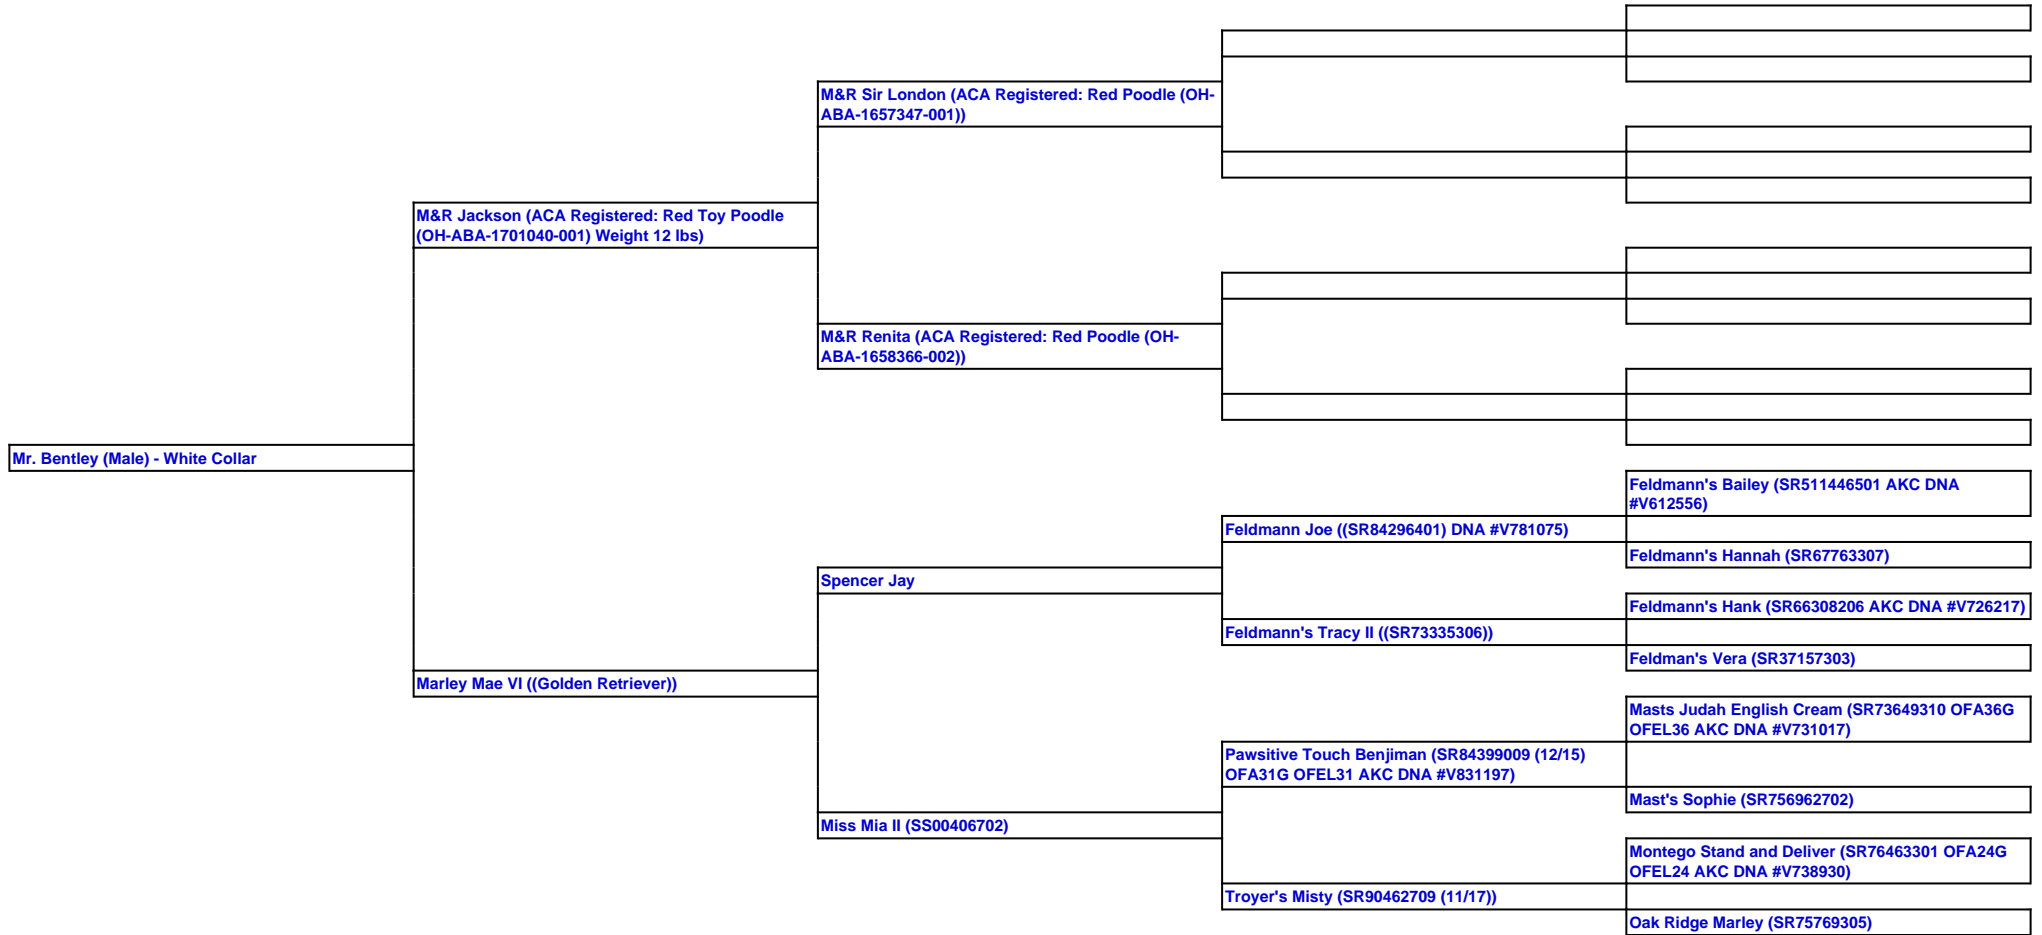 M&R Sir London (ACA Registered: Red Poodle (OH-
ABA-1657347-001))
M&R Jackson (ACA Registered: Red Toy Poodle
(OH-ABA-1701040-001) Weight 12 lbs)
M&R Renita (ACA Registered: Red Poodle (OH-
ABA-1658366-002))
Mr. Bentley (Male) - White Collar
Feldmann's Bailey (SR511446501 AKC DNA
#V612556)
Feldmann Joe ((SR84296401) DNA #V781075)
Feldmann's Hannah (SR67763307)
Spencer Jay
Feldmann's Hank (SR66308206 AKC DNA #V726217)
Feldmann's Tracy II ((SR73335306))
Feldman's Vera (SR37157303)
Marley Mae VI ((Golden Retriever))
Masts Judah English Cream (SR73649310 OFA36G
OFEL36 AKC DNA #V731017)
Pawsitive Touch Benjiman (SR84399009 (12/15)
OFA31G OFEL31 AKC DNA #V831197)
Mast's Sophie (SR756962702)
Miss Mia II (SS00406702)
Montego Stand and Deliver (SR76463301 OFA24G
OFEL24 AKC DNA #V738930)
Troyer's Misty (SR90462709 (11/17))
Oak Ridge Marley (SR75769305)